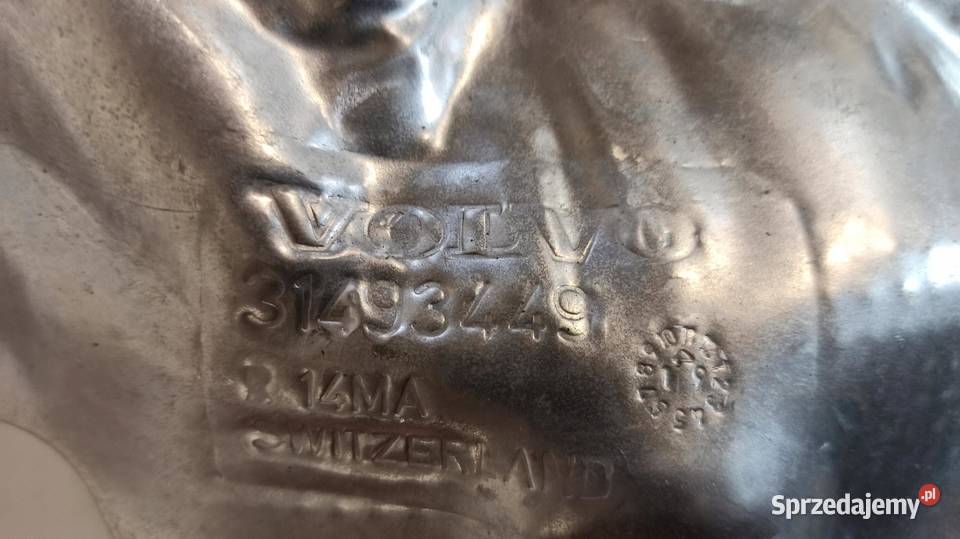 VOLVO
31493449
14MA
SWITZERLAND
Sprzedajemy.pl